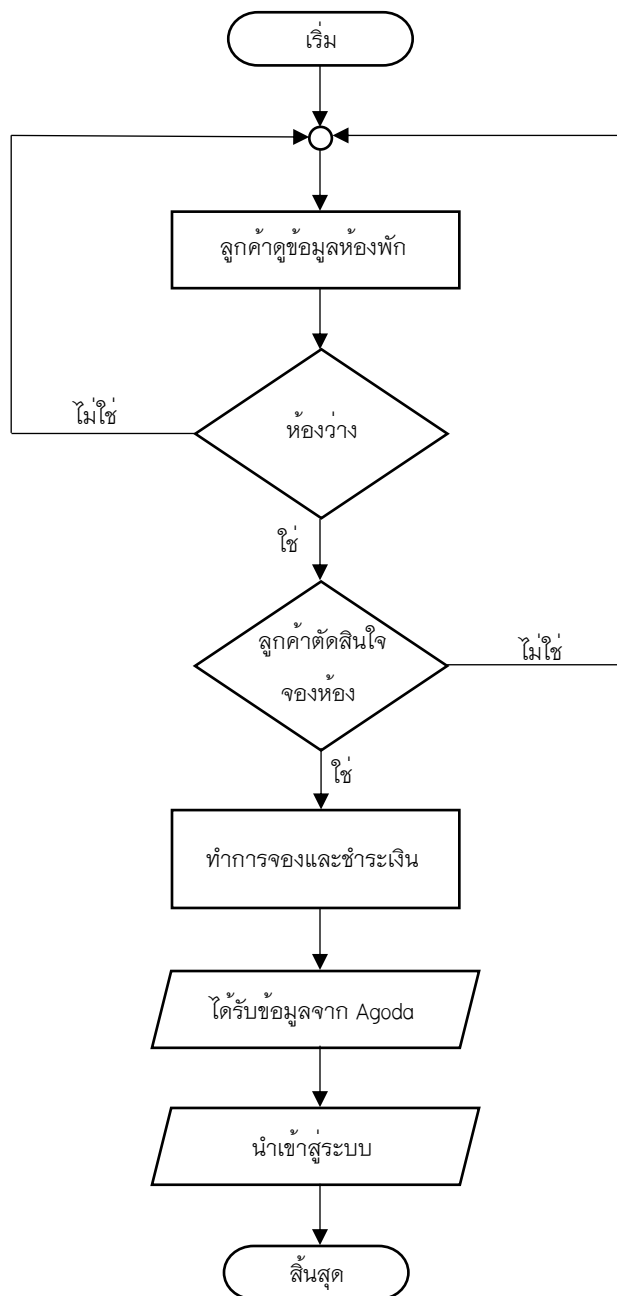 เริ่ม
ลูกค้าดูข้อมูลห้องพัก
ไม่ใช่
ห้องว่าง
ใช่
ลูกค้าตัดสินใจ
จองห้อง
ไม่ใช่
ใช่
ทำการจองและชำระเงิน
ได้รับข้อมูลจาก Agoda
นำเข้าสู่ระบบ
สิ้นสุด